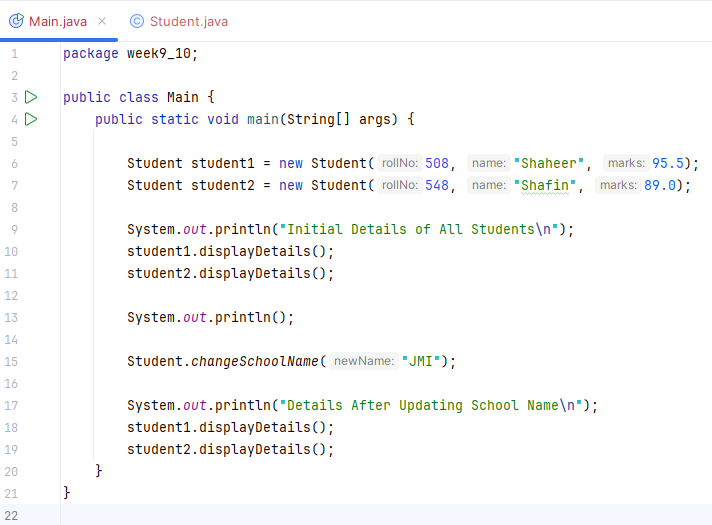 Main.java × Student.java
1 package week9_10;
2
3 public class Main {
4     public static void main(String[] args) {
5
6         Student student1 = new Student( rollNo: 508, name: "Shaheer", marks: 95.5);
7         Student student2 = new Student( rollNo: 548, name: "Shafin", marks: 89.0);
8
9         System.out.println("Initial Details of All Students\n");
10         student1.displayDetails();
11         student2.displayDetails();
12
13         System.out.println();
14
15         Student.changeSchoolName( newName: "JMI");
16
17         System.out.println("Details After Updating School Name\n");
18         student1.displayDetails();
19         student2.displayDetails();
20     }
21 }
22